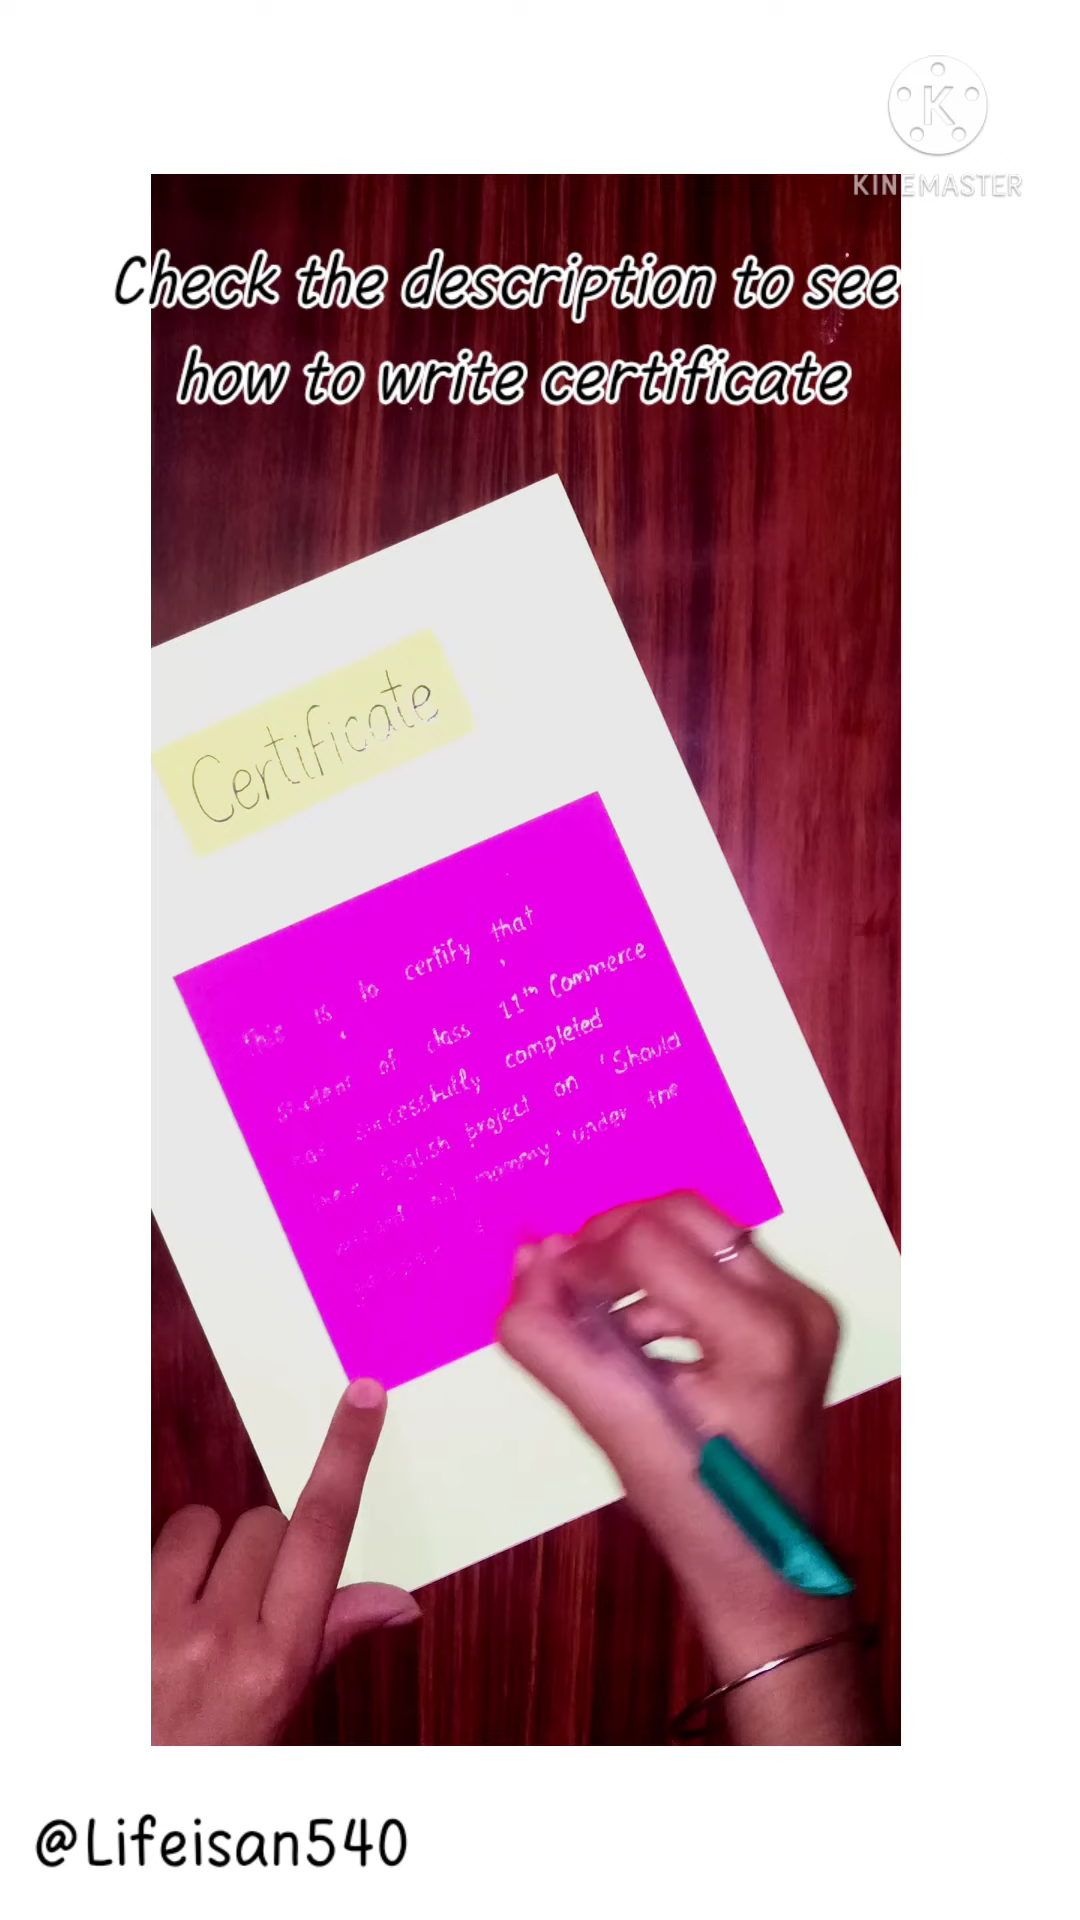 KINEMASTER
Check the description to see
how to write certificate
Certificate
This is to certify that
Student of class 11th Commerce
has successfully completed
english project on 'Should
mommy' under the
@Lifeisan540